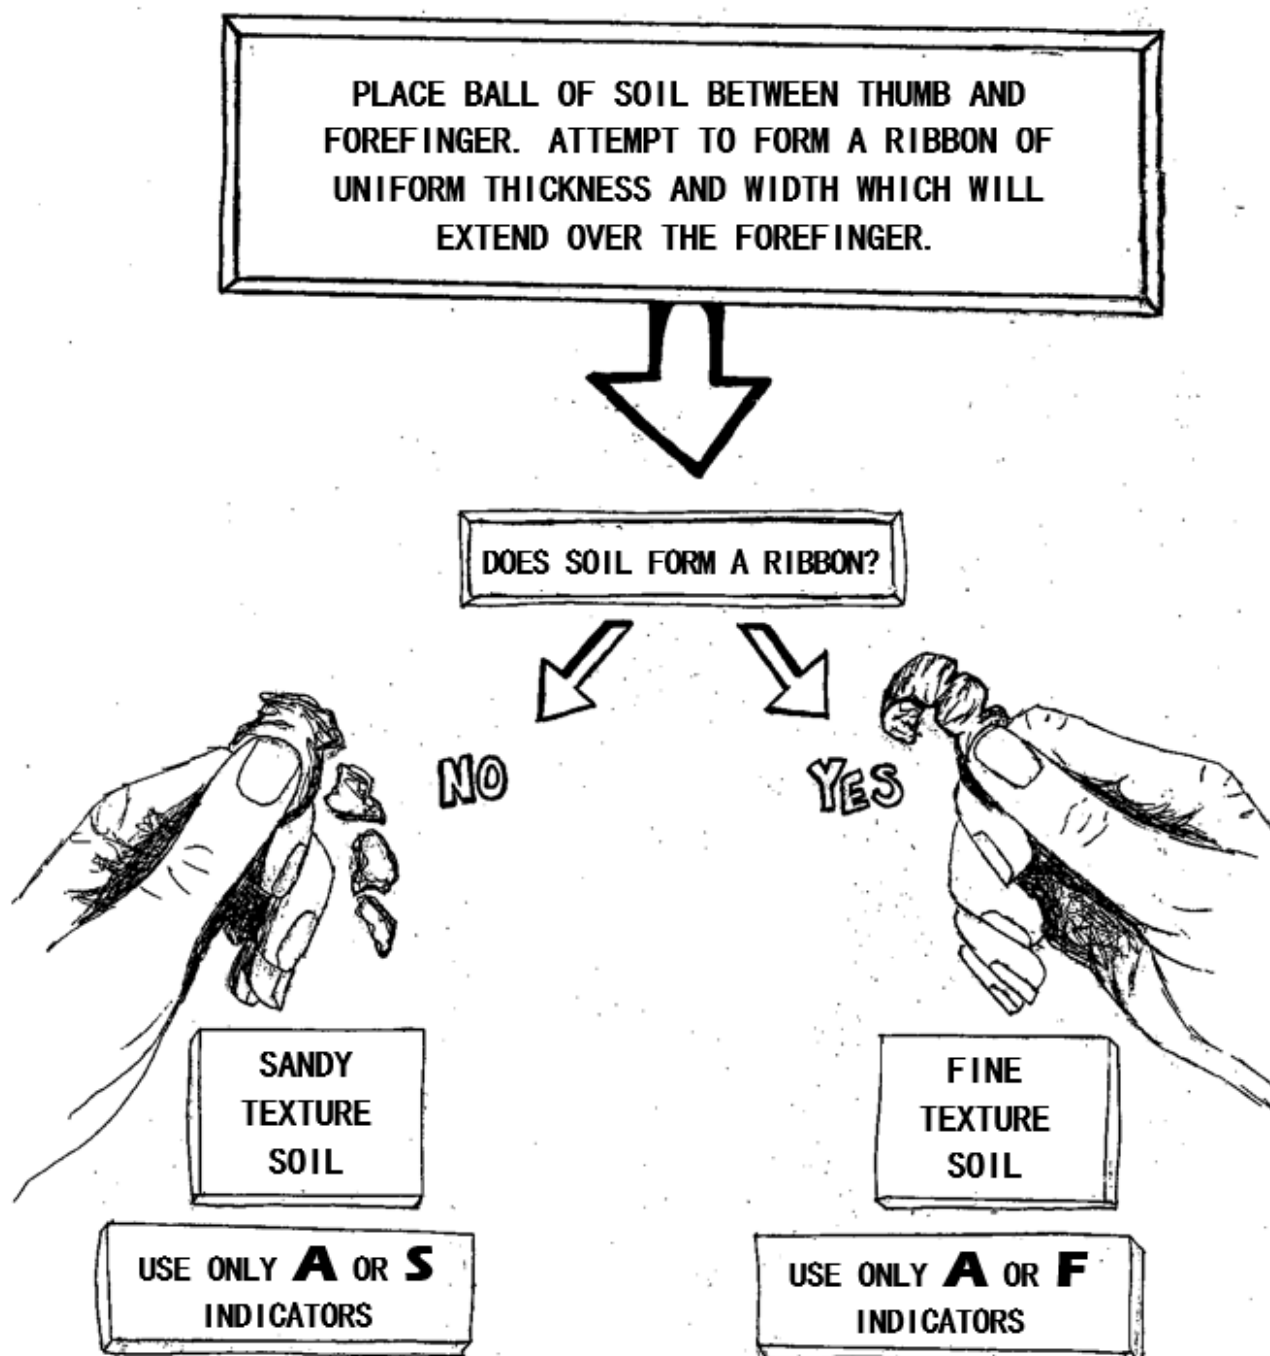 PLACE BALL OF SOIL BETWEEN THUMB AND
FOREFINGER. ATTEMPT TO FORM A RIBBON OF
UNIFORM THICKNESS AND WIDTH WHICH WILL
EXTEND OVER THE FOREFINGER.
DOES SOIL FORM A RIBBON?
NO
YES
SANDY
TEXTURE
SOIL
FINE
TEXTURE
SOIL
USE ONLY A OR S
INDICATORS
USE ONLY A OR F
INDICATORS